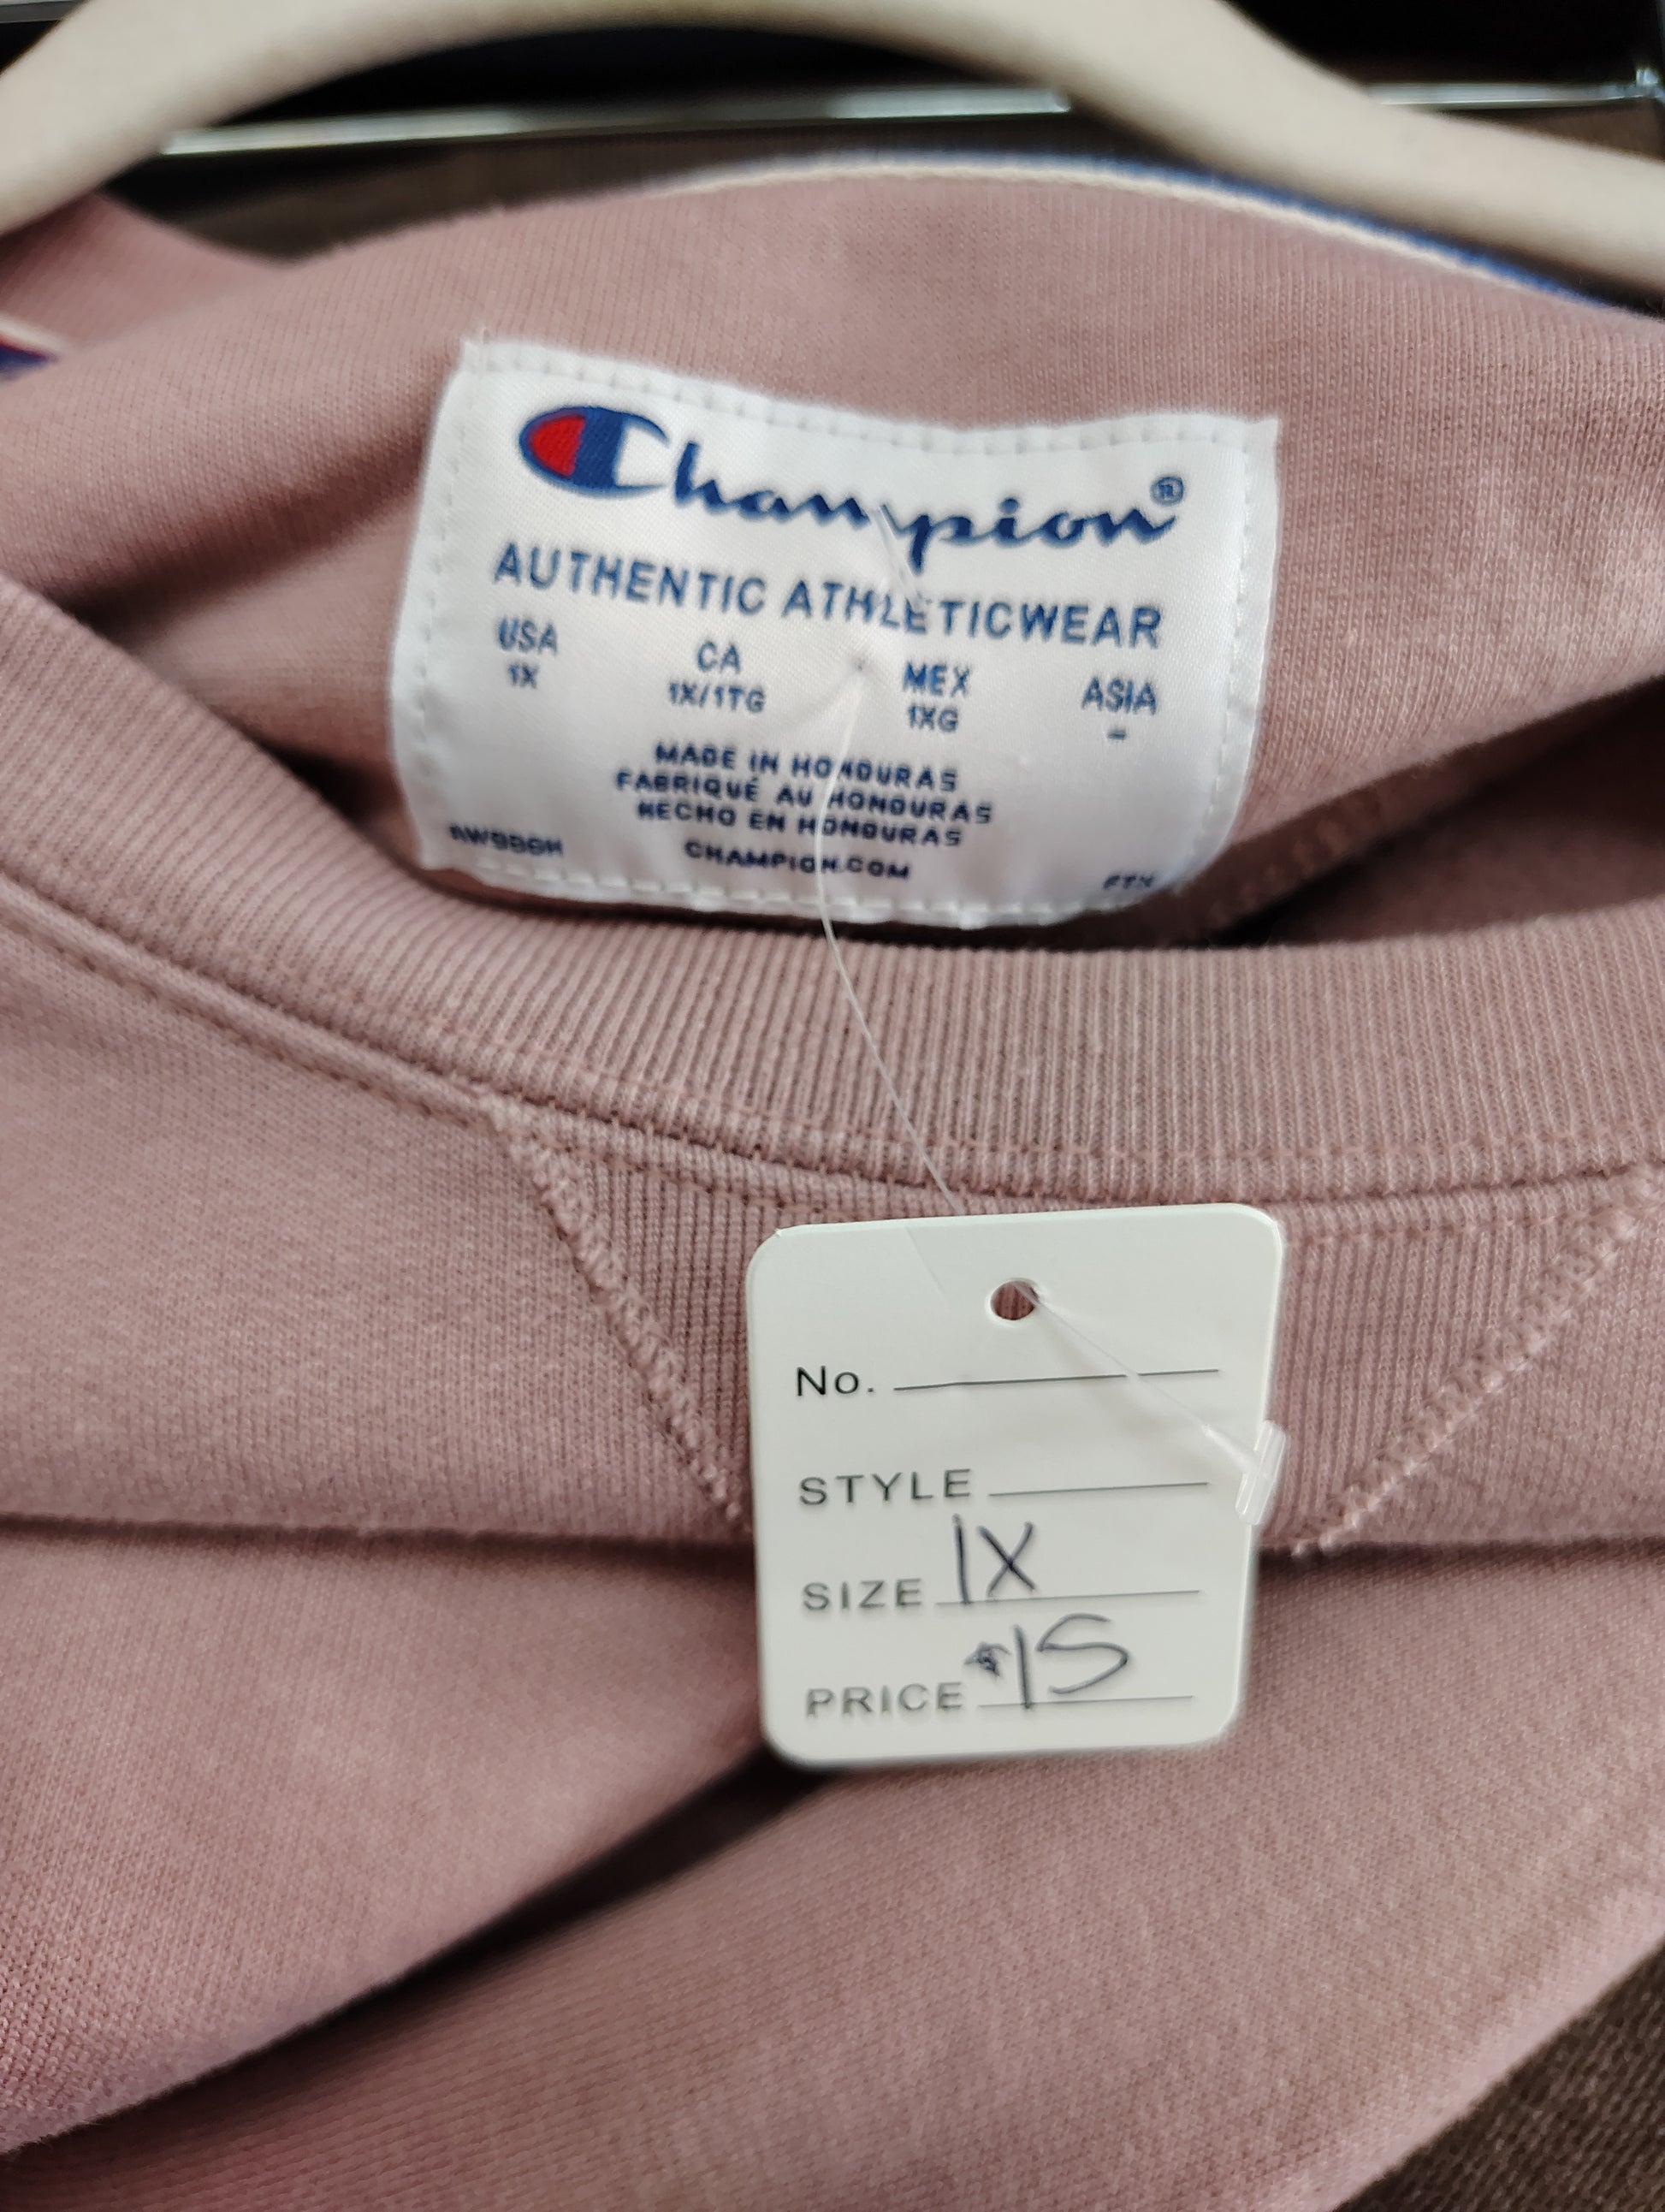 Champion®
AUTHENTIC ATHLETICWEAR
USA CA MEX ASIA
1X 1X/1TG 1XG -
MADE IN HONDURAS
FABRIQUÉ AU HONDURAS
HECHO EN HONDURAS
CHAMPION.COM
No.
STYLE
SIZE 1X
PRICE $15